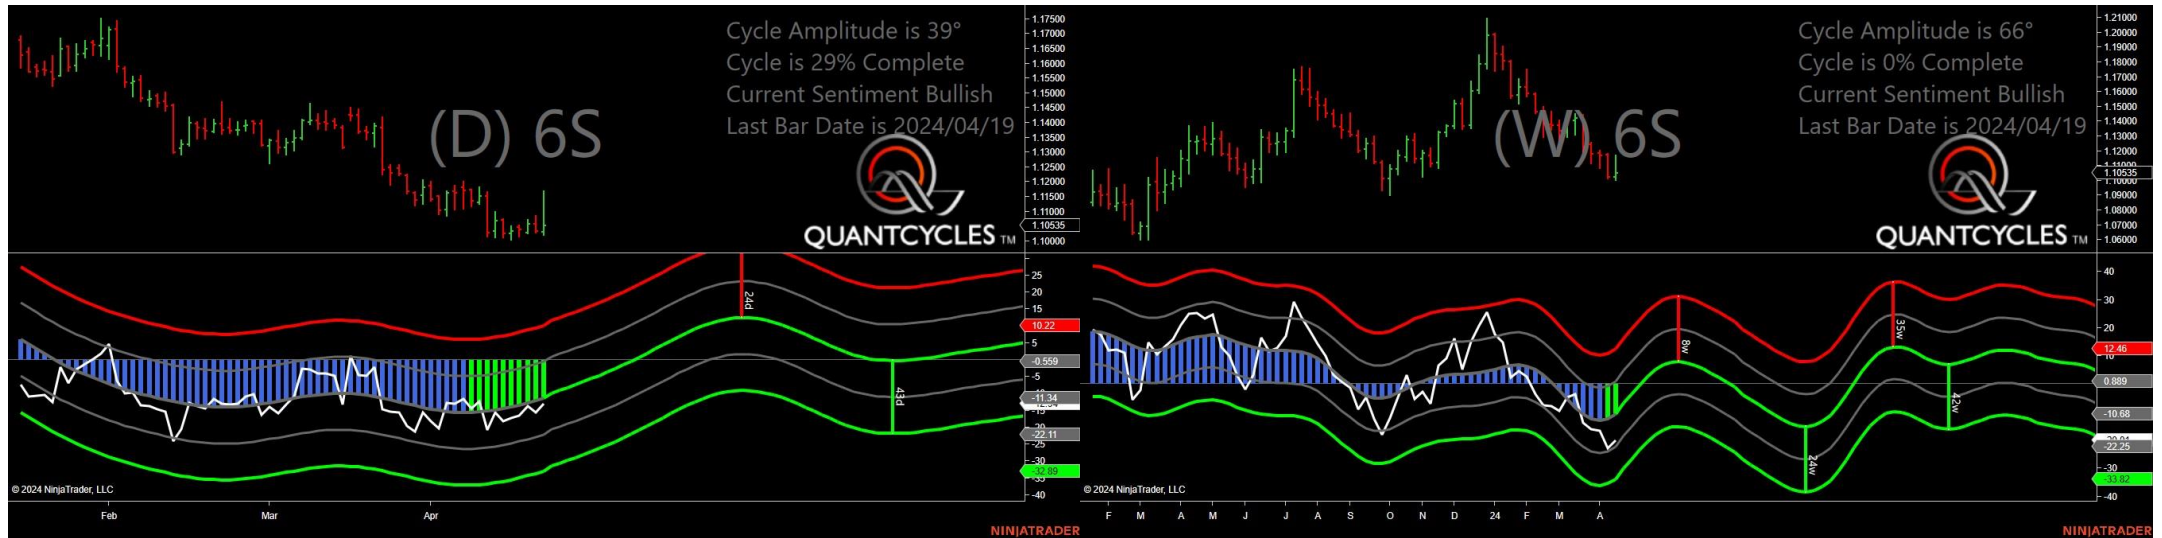 Cycle Amplitude is 39°
Cycle is 29% Complete
Current Sentiment Bullish
Last Bar Date is 2024/04/19
(D) 6S
QUANTCYCLES TM
1.17500
1.17000
1.16500
1.16000
1.15500
1.15000
1.14500
1.14000
1.13500
1.13000
1.12500
1.12000
1.11500
1.11000
1.10535
1.10000
24d
43d
25
20
15
10.22
5
-0.559
-5
-11.34
-15
-22.11
-25
-30
-32.89
-35
-40
© 2024 NinjaTrader, LLC
Feb
Mar
Apr
NINJATRADER
Cycle Amplitude is 66°
Cycle is 0% Complete
Current Sentiment Bullish
Last Bar Date is 2024/04/19
(W) 6S
QUANTCYCLES TM
1.21000
1.20000
1.19000
1.18000
1.17000
1.16000
1.15000
1.14000
1.13000
1.12000
1.11000
1.10535
1.10000
1.09000
1.08000
1.07000
1.06000
8w
24w
35w
42w
40
30
20
12.46
10
0.889
-10.68
-22.25
-30
-33.82
-40
© 2024 NinjaTrader, LLC
F M A M J J A S O N D 24 F M A
NINJATRADER